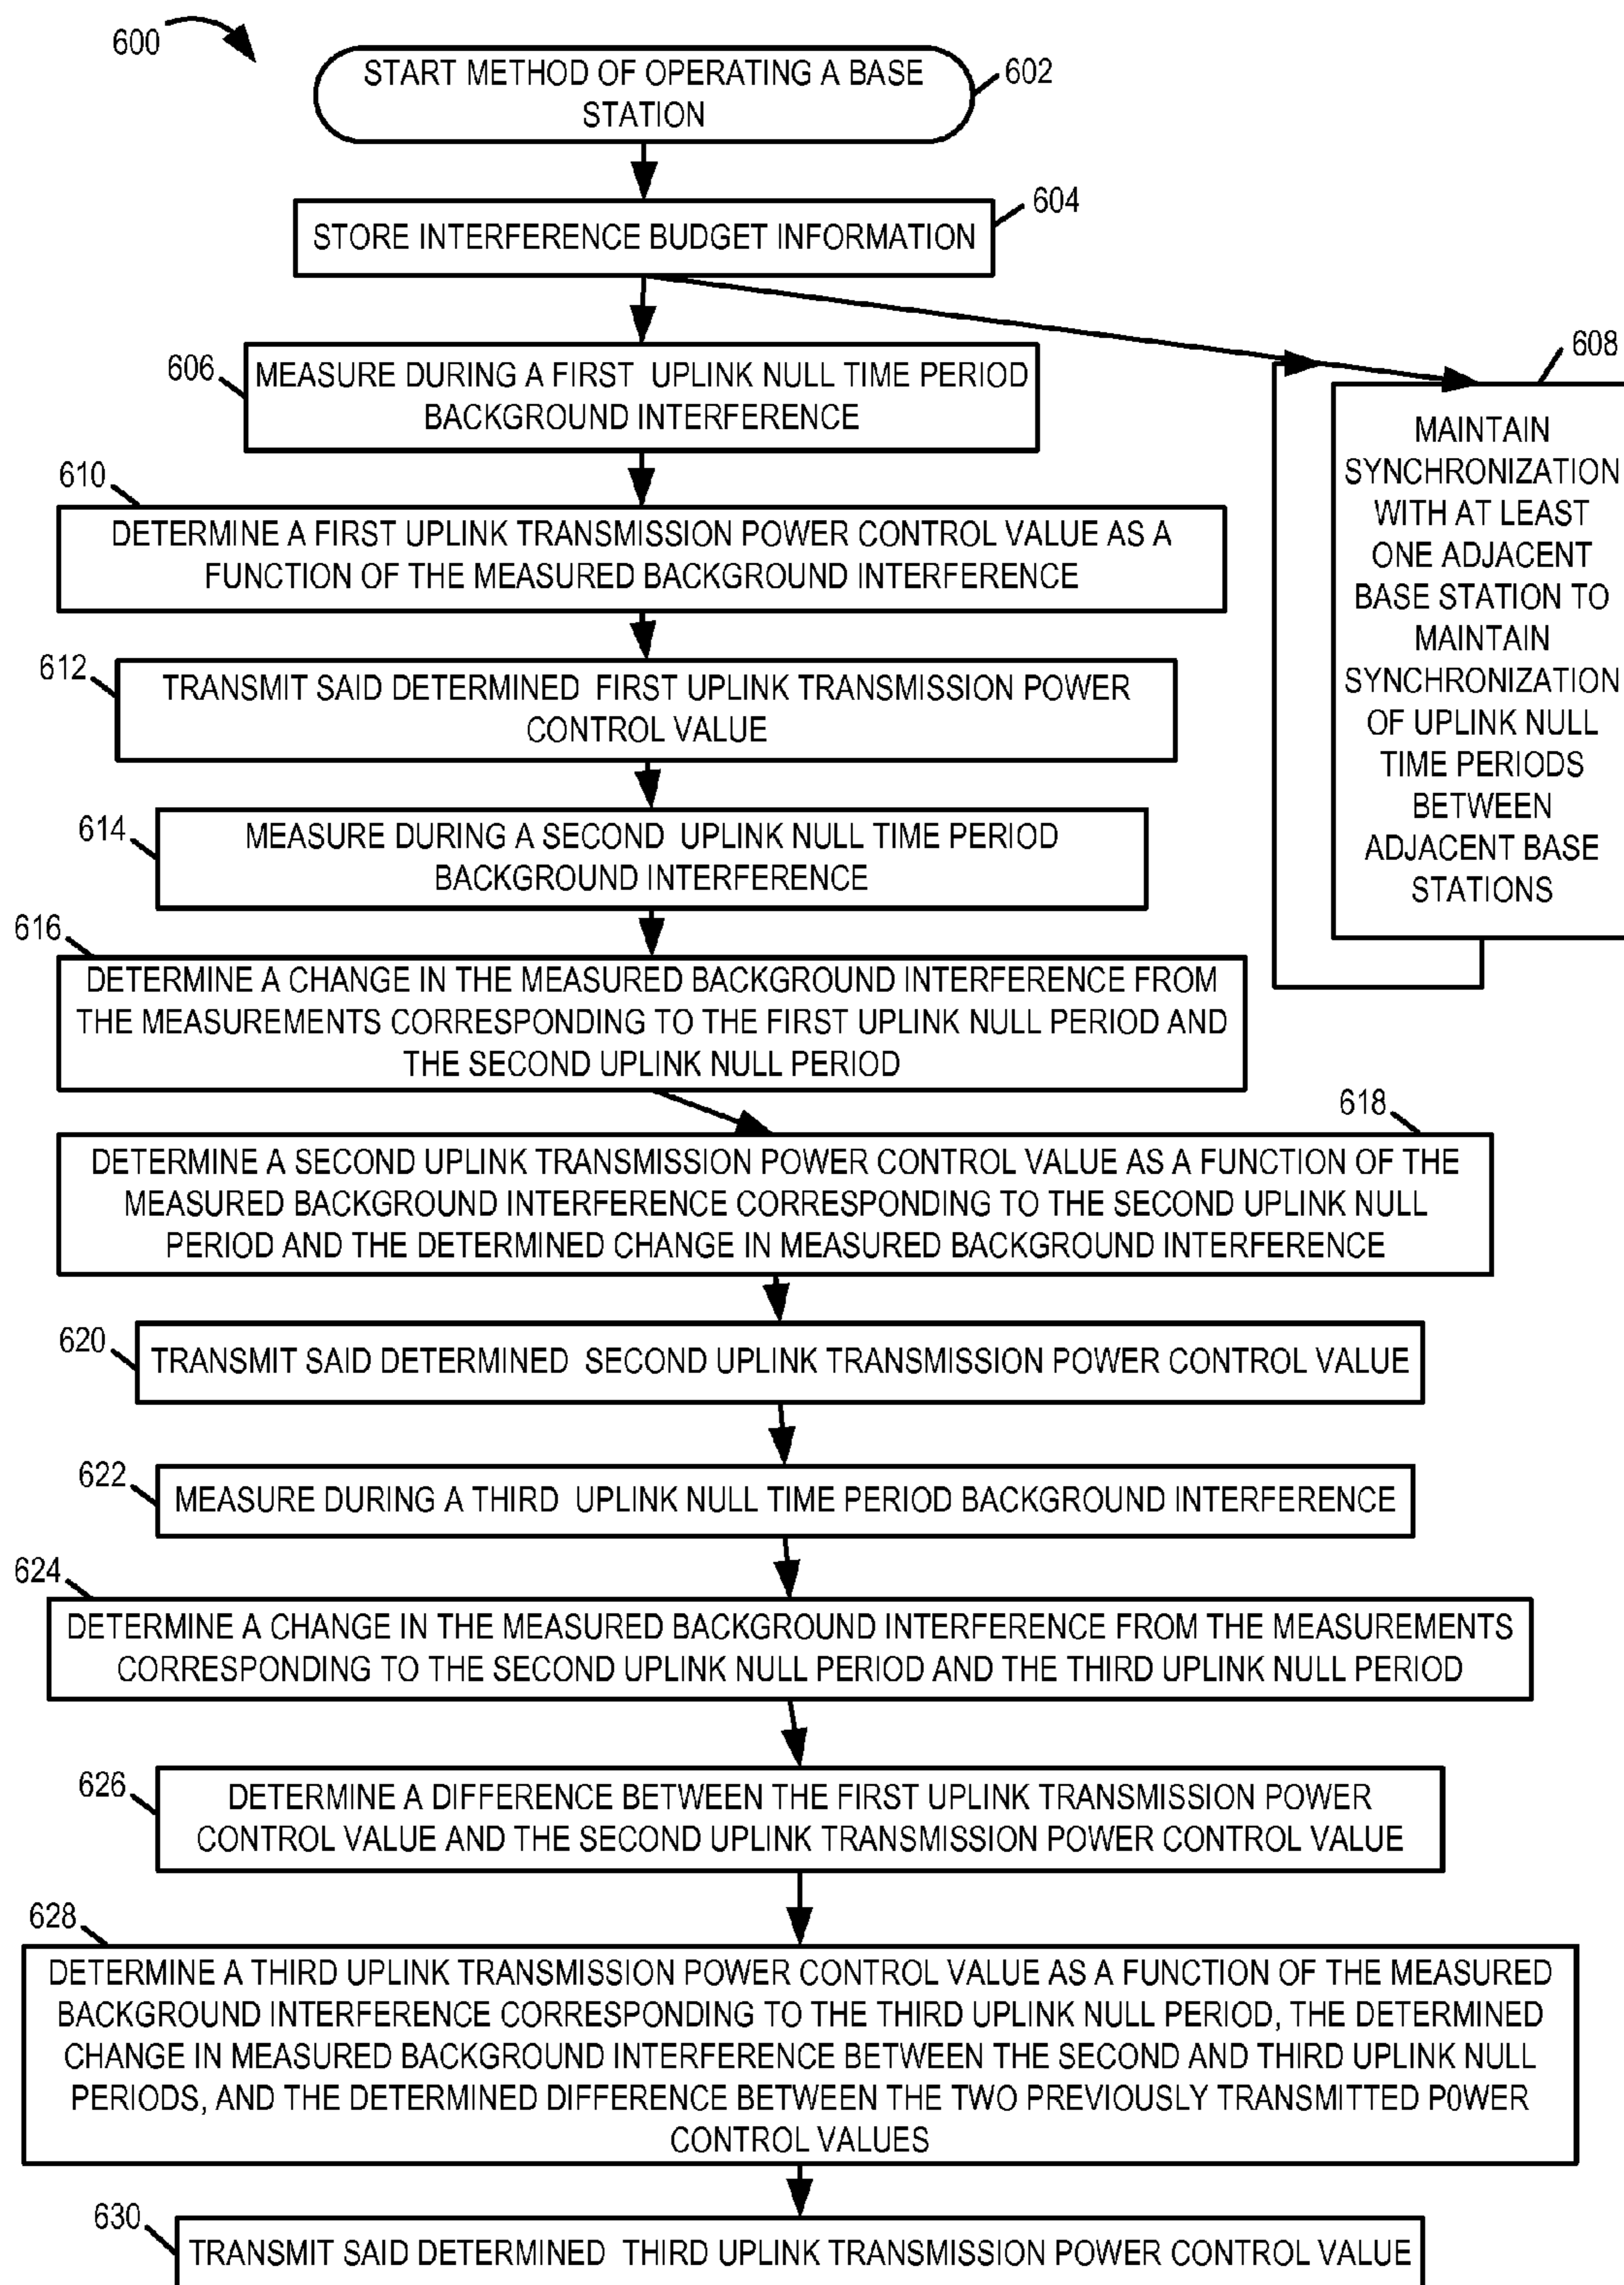 600
START METHOD OF OPERATING A BASE
STATION
602
STORE INTERFERENCE BUDGET INFORMATION
604
606
MEASURE DURING A FIRST UPLINK NULL TIME PERIOD
BACKGROUND INTERFERENCE
608
MAINTAIN
SYNCHRONIZATION
WITH AT LEAST
ONE ADJACENT
BASE STATION TO
MAINTAIN
SYNCHRONIZATION
OF UPLINK NULL
TIME PERIODS
BETWEEN
ADJACENT BASE
STATIONS
610
DETERMINE A FIRST UPLINK TRANSMISSION POWER CONTROL VALUE AS A
FUNCTION OF THE MEASURED BACKGROUND INTERFERENCE
612
TRANSMIT SAID DETERMINED FIRST UPLINK TRANSMISSION POWER
CONTROL VALUE
614
MEASURE DURING A SECOND UPLINK NULL TIME PERIOD
BACKGROUND INTERFERENCE
616
DETERMINE A CHANGE IN THE MEASURED BACKGROUND INTERFERENCE FROM
THE MEASUREMENTS CORRESPONDING TO THE FIRST UPLINK NULL PERIOD AND
THE SECOND UPLINK NULL PERIOD
618
DETERMINE A SECOND UPLINK TRANSMISSION POWER CONTROL VALUE AS A FUNCTION OF THE
MEASURED BACKGROUND INTERFERENCE CORRESPONDING TO THE SECOND UPLINK NULL
PERIOD AND THE DETERMINED CHANGE IN MEASURED BACKGROUND INTERFERENCE
620
TRANSMIT SAID DETERMINED SECOND UPLINK TRANSMISSION POWER CONTROL VALUE
622
MEASURE DURING A THIRD UPLINK NULL TIME PERIOD BACKGROUND INTERFERENCE
624
DETERMINE A CHANGE IN THE MEASURED BACKGROUND INTERFERENCE FROM THE MEASUREMENTS
CORRESPONDING TO THE SECOND UPLINK NULL PERIOD AND THE THIRD UPLINK NULL PERIOD
626
DETERMINE A DIFFERENCE BETWEEN THE FIRST UPLINK TRANSMISSION POWER
CONTROL VALUE AND THE SECOND UPLINK TRANSMISSION POWER CONTROL VALUE
628
DETERMINE A THIRD UPLINK TRANSMISSION POWER CONTROL VALUE AS A FUNCTION OF THE MEASURED
BACKGROUND INTERFERENCE CORRESPONDING TO THE THIRD UPLINK NULL PERIOD, THE DETERMINED
CHANGE IN MEASURED BACKGROUND INTERFERENCE BETWEEN THE SECOND AND THIRD UPLINK NULL
PERIODS, AND THE DETERMINED DIFFERENCE BETWEEN THE TWO PREVIOUSLY TRANSMITTED P0WER
CONTROL VALUES
630
TRANSMIT SAID DETERMINED THIRD UPLINK TRANSMISSION POWER CONTROL VALUE